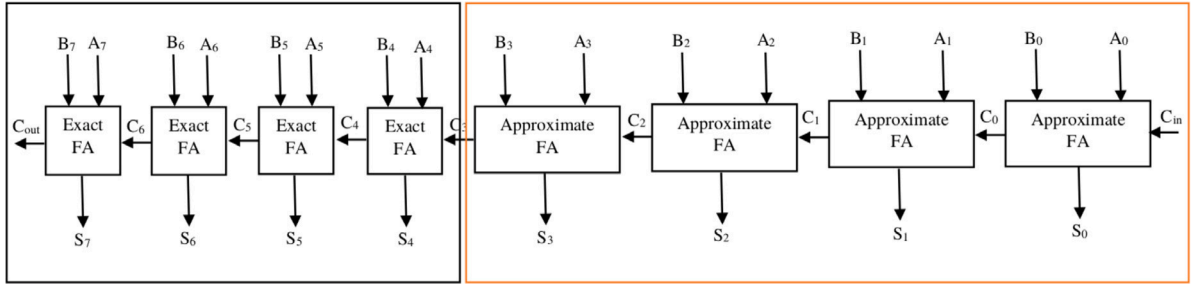 B7 A7 B6 A6 B5 A5 B4 A4 B3 A3 B2 A2 B1 A1 B0 A0
Cout Exact FA C6 Exact FA C5 Exact FA C4 Exact FA C3 Approximate FA C2 Approximate FA C1 Approximate FA C0 Approximate FA Cin
S7 S6 S5 S4 S3 S2 S1 S0